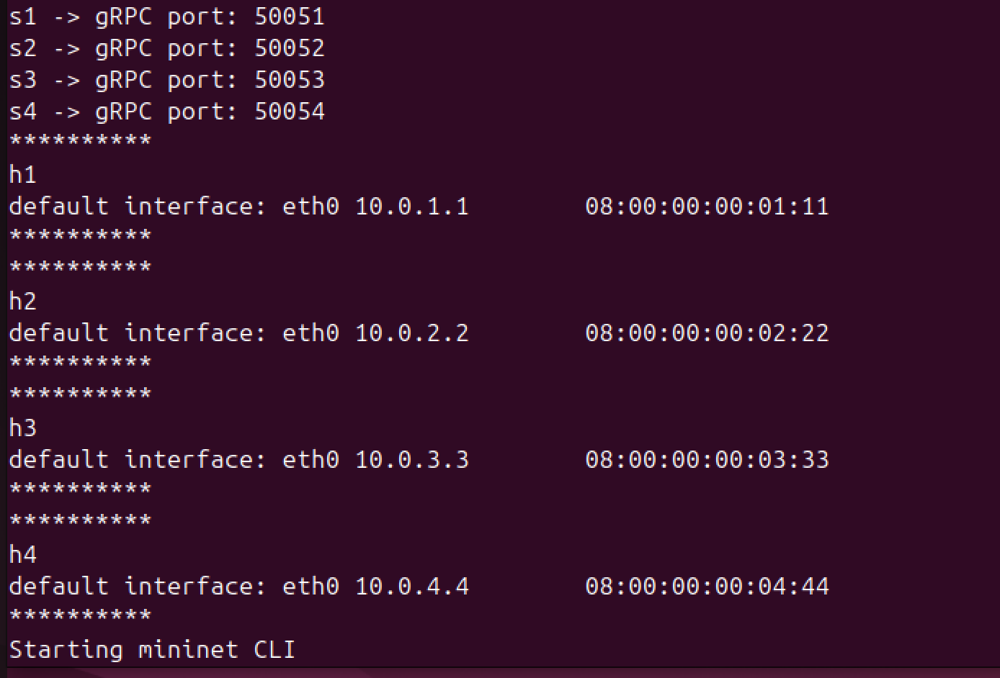 s1 -> gRPC port: 50051
s2 -> gRPC port: 50052
s3 -> gRPC port: 50053
s4 -> gRPC port: 50054
**********
h1
default interface: eth0 10.0.1.1        08:00:00:00:01:11
**********
**********
h2
default interface: eth0 10.0.2.2        08:00:00:00:02:22
**********
**********
h3
default interface: eth0 10.0.3.3        08:00:00:00:03:33
**********
**********
h4
default interface: eth0 10.0.4.4        08:00:00:00:04:44
**********
Starting mininet CLI